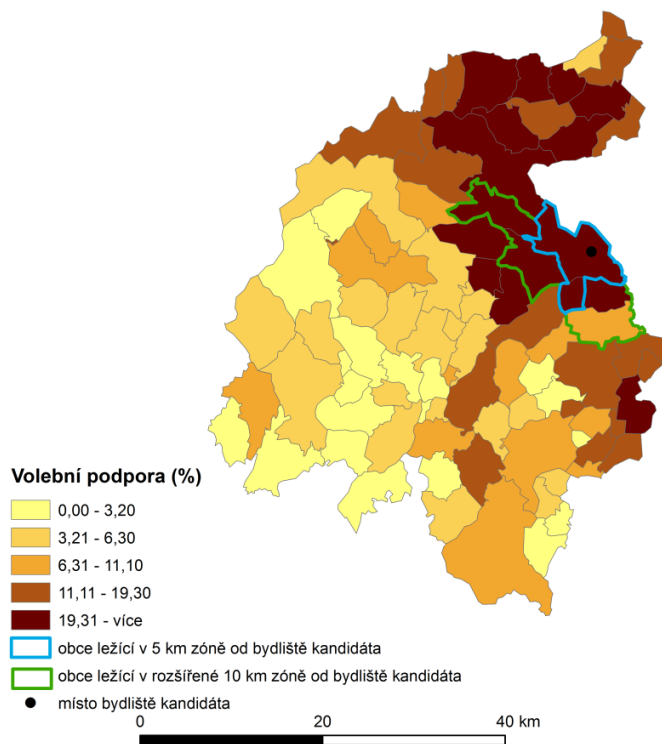 Volební podpora (%)
0,00 - 3,20
3,21 - 6,30
6,31 - 11,10
11,11 - 19,30
19,31 - více
obce ležící v 5 km zóně od bydliště kandidáta
obce ležící v rozšířené 10 km zóně od bydliště kandidáta
místo bydliště kandidáta
0 20 40 km